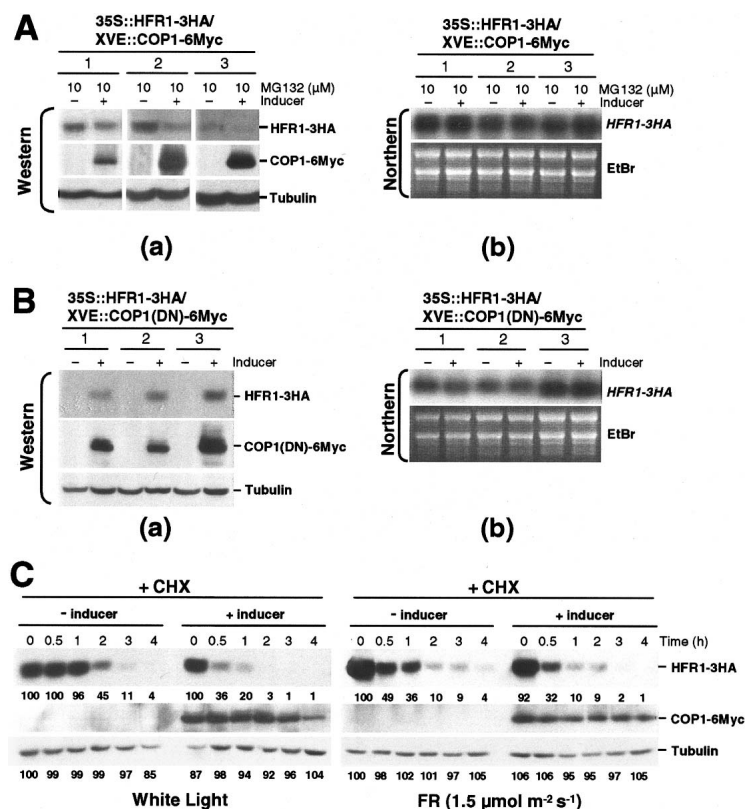 A
35S::HFR1-3HA/
XVE::COP1-6Myc
1 2 3
10 10 10 10 10 10 MG132 (µM)
− + − + − + Inducer
Western
HFR1-3HA
COP1-6Myc
Tubulin
(a)
35S::HFR1-3HA/
XVE::COP1-6Myc
1 2 3
10 10 10 10 10 10 MG132 (µM)
− + − + − + Inducer
Northern
HFR1-3HA
EtBr
(b)
B
35S::HFR1-3HA/
XVE::COP1(DN)-6Myc
1 2 3
− + − + − + Inducer
Western
HFR1-3HA
COP1(DN)-6Myc
Tubulin
(a)
35S::HFR1-3HA/
XVE::COP1(DN)-6Myc
1 2 3
− + − + − + Inducer
Northern
HFR1-3HA
EtBr
(b)
C
+ CHX + CHX
- inducer + inducer - inducer + inducer
0 0.5 1 2 3 4 0 0.5 1 2 3 4 0 0.5 1 2 3 4 0 0.5 1 2 3 4 Time (h)
HFR1-3HA
100 100 96 45 11 4 100 36 20 3 1 1 100 49 36 10 9 4 92 32 10 9 2 1
COP1-6Myc
Tubulin
100 99 99 99 97 85 87 98 94 92 96 104 100 98 102 101 97 105 106 106 95 95 97 105
White Light FR (1.5 µmol m⁻² s⁻¹)